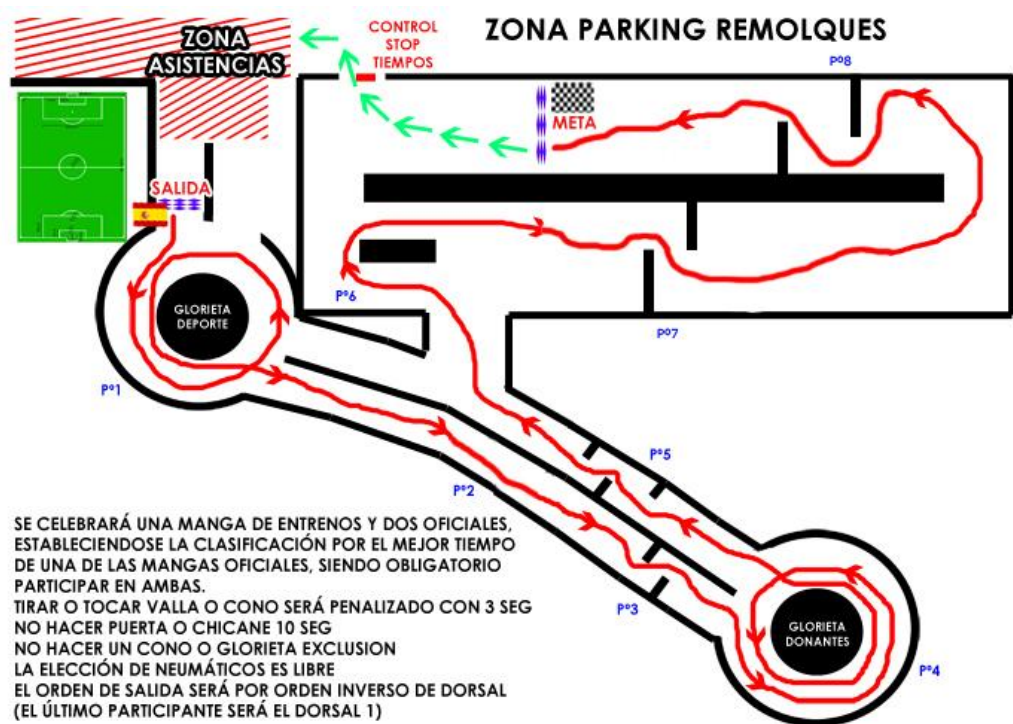 ZONA PARKING REMOLQUES
ZONA
ASISTENCIAS
CONTROL
STOP
TIEMPOS
Pº8
META
SALIDA
GLORIETA
DEPORTE
Pº6
Pº7
Pº1
Pº5
Pº2
Pº3
GLORIETA
DONANTES
Pº4
SE CELEBRARÁ UNA MANGA DE ENTRENOS Y DOS OFICIALES,
ESTABLECIENDOSE LA CLASIFICACIÓN POR EL MEJOR TIEMPO
DE UNA DE LAS MANGAS OFICIALES, SIENDO OBLIGATORIO
PARTICIPAR EN AMBAS.
TIRAR O TOCAR VALLA O CONO SERÁ PENALIZADO CON 3 SEG
NO HACER PUERTA O CHICANE 10 SEG
NO HACER UN CONO O GLORIETA EXCLUSION
LA ELECCIÓN DE NEUMÁTICOS ES LIBRE
EL ORDEN DE SALIDA SERÁ POR ORDEN INVERSO DE DORSAL
(EL ÚLTIMO PARTICIPANTE SERÁ EL DORSAL 1)